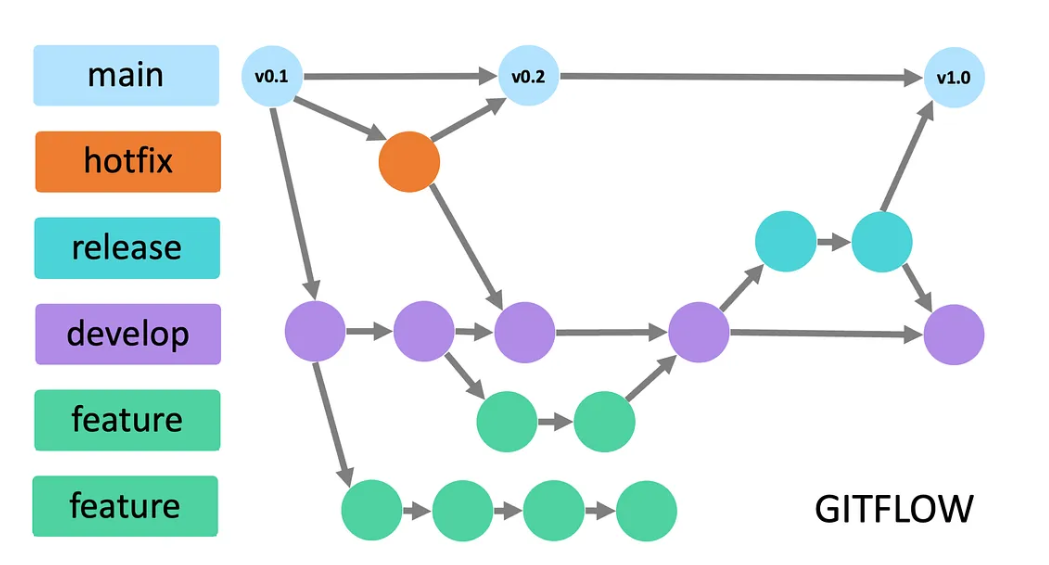 main
v0.1
v0.2
v1.0
hotfix
release
develop
feature
feature
GITFLOW